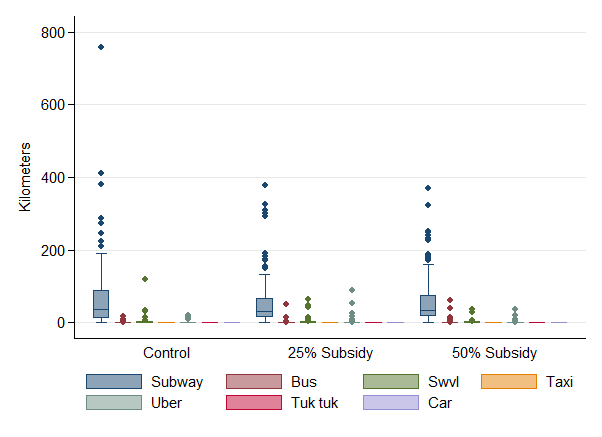 800
600
400
200
0
Kilometers
Control 25% Subsidy 50% Subsidy
Subway Bus Swvl Taxi
Uber Tuk tuk Car